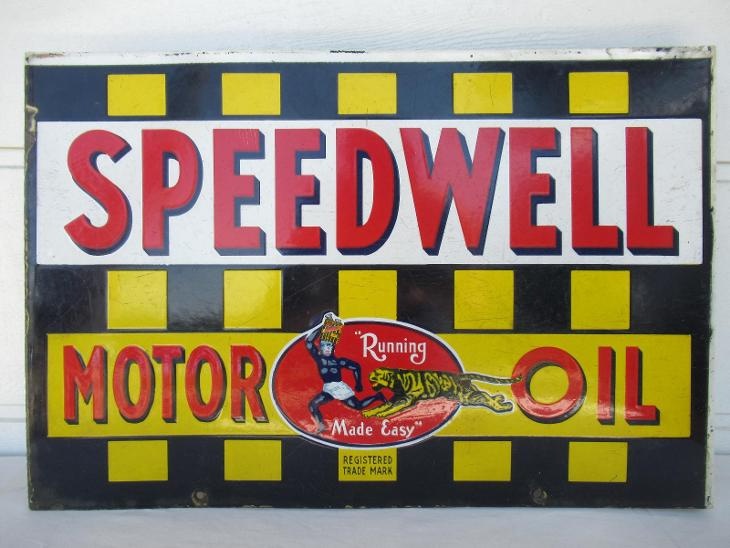 SPEEDWELL
MOTOR OIL
"Running
Made Easy"
REGISTERED
TRADE MARK